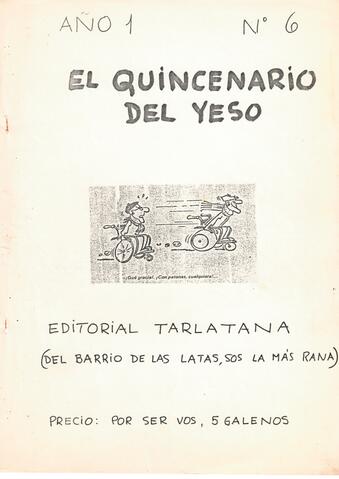 AÑO 1 Nº 6
EL QUINCENARIO
DEL YESO
¡Qué gracia!. ¡Con patines, cualquiera!...
EDITORIAL TARLATANA
(DEL BARRIO DE LAS LATAS, SOS LA MÁS RANA)
PRECIO: POR SER VOS, 5 GALENOS